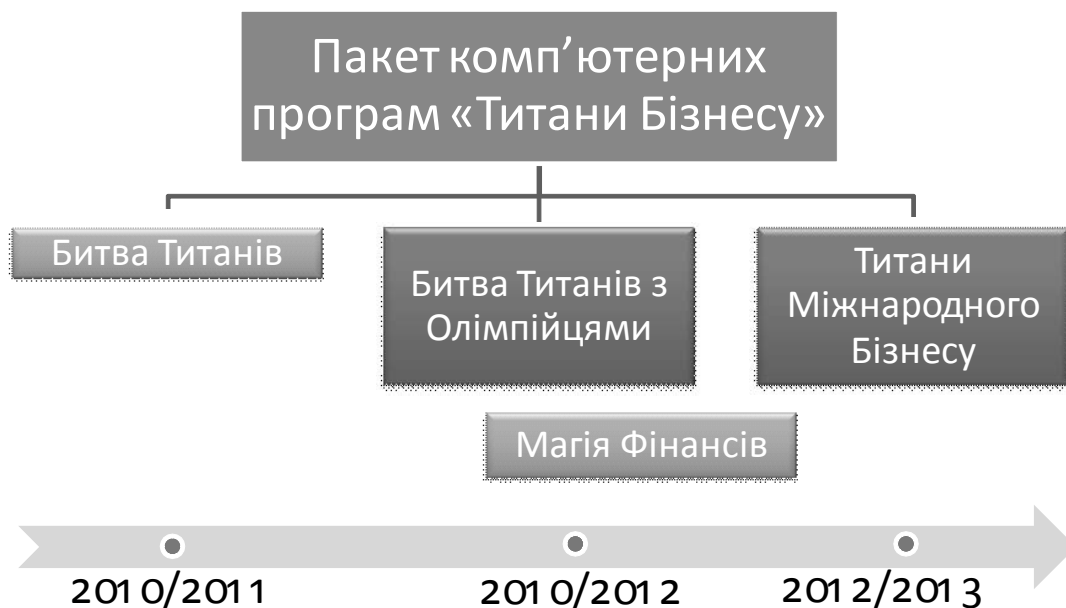 Пакет комп’ютерних
програм «Титани Бізнесу»
Битва Титанів
Битва Титанів з
Олімпійцями
Титани
Міжнародного
Бізнесу
Магія Фінансів
2010/2011
2010/2012
2012/2013